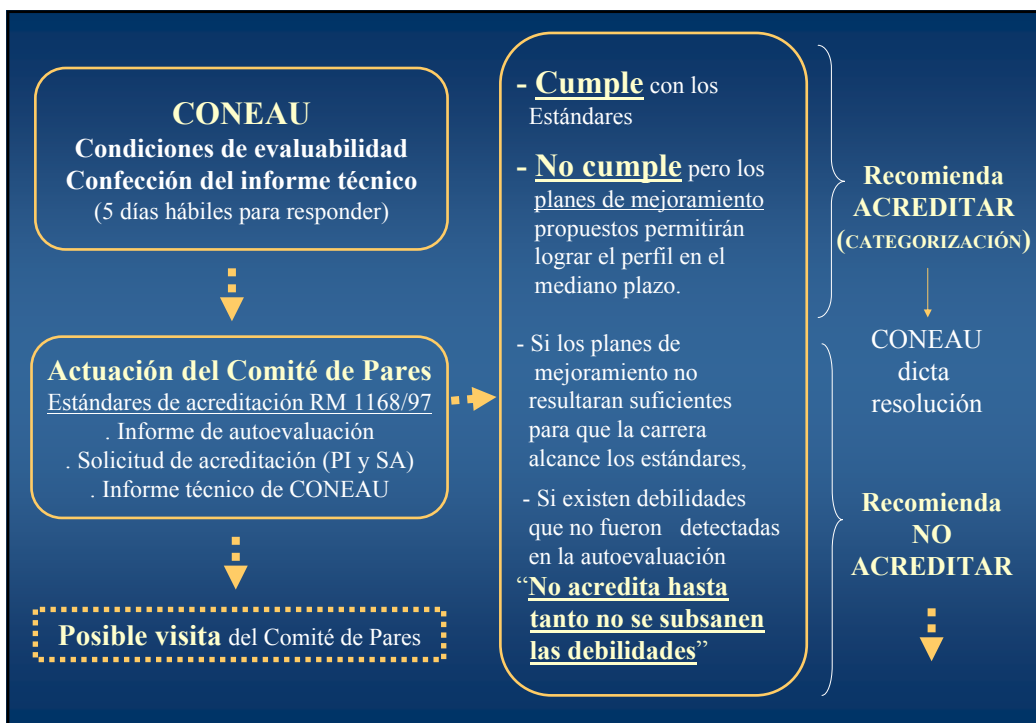 CONEAU
Condiciones de evaluabilidad
Confección del informe técnico
(5 días hábiles para responder)
Actuación del Comité de Pares
Estándares de acreditación RM 1168/97
. Informe de autoevaluación
. Solicitud de acreditación (PI y SA)
. Informe técnico de CONEAU
Posible visita del Comité de Pares
- Cumple con los
Estándares
- No cumple pero los
planes de mejoramiento
propuestos permitirán
lograr el perfil en el
mediano plazo.
- Si los planes de
mejoramiento no
resultaran suficientes
para que la carrera
alcance los estándares,
- Si existen debilidades
que no fueron detectadas
en la autoevaluación
“No acredita hasta
tanto no se subsanen
las debilidades”
Recomienda
ACREDITAR
(CATEGORIZACIÓN)
CONEAU
dicta
resolución
Recomienda
NO
ACREDITAR